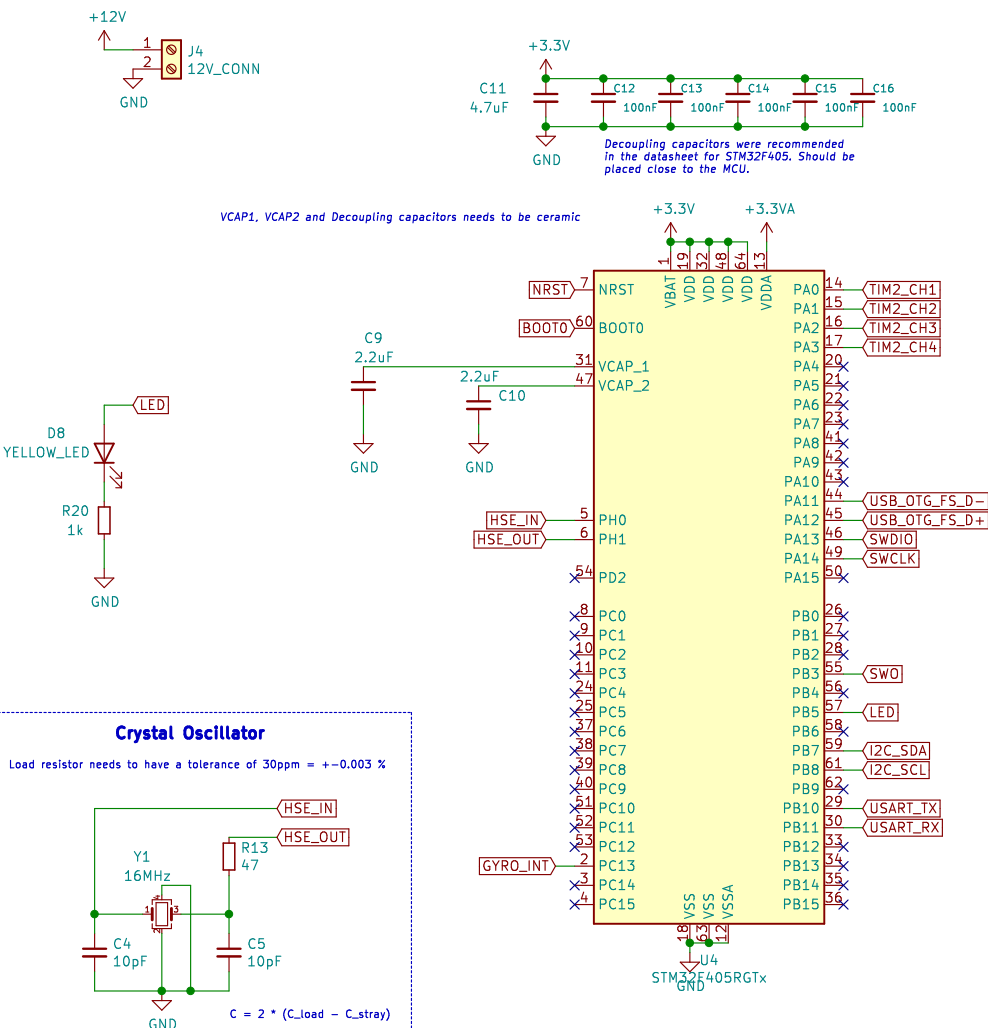 +12V
1
2
J4
12V_CONN
GND
+3.3V
C11
4.7uF
C12
100nF
C13
100nF
C14
100nF
C15
100nF
C16
100nF
GND
Decoupling capacitors were recommended
in the datasheet for STM32F405. Should be
placed close to the MCU.
VCAP1, VCAP2 and Decoupling capacitors needs to be ceramic
+3.3V
+3.3VA
1 VBAT
19 VDD
32 VDD
48 VDD
64 VDD
13 VDDA
NRST 7 NRST
BOOT0 60 BOOT0
31 VCAP_1
47 VCAP_2
C9
2.2uF
GND
2.2uF
C10
GND
HSE_IN 5 PH0
HSE_OUT 6 PH1
54 PD2
8 PC0
9 PC1
10 PC2
11 PC3
24 PC4
25 PC5
37 PC6
38 PC7
39 PC8
40 PC9
51 PC10
52 PC11
53 PC12
GYRO_INT 2 PC13
3 PC14
4 PC15
PA0 14 TIM2_CH1
PA1 15 TIM2_CH2
PA2 16 TIM2_CH3
PA3 17 TIM2_CH4
PA4 20
PA5 21
PA6 22
PA7 23
PA8 41
PA9 42
PA10 43
PA11 44 USB_OTG_FS_D-
PA12 45 USB_OTG_FS_D+
PA13 46 SWDIO
PA14 49 SWCLK
PA15 50
PB0 26
PB1 27
PB2 28
PB3 55 SWO
PB4 56
PB5 57 LED
PB6 58
PB7 59 I2C_SDA
PB8 61 I2C_SCL
PB9 62
PB10 29 USART_TX
PB11 30 USART_RX
PB12 33
PB13 34
PB14 35
PB15 36
18 VSS
63 VSS
12 VSSA
U4
STM32F405RGTx
GND
LED
D8
YELLOW_LED
R20
1k
GND
Crystal Oscillator
Load resistor needs to have a tolerance of 30ppm = +-0.003 %
HSE_IN
HSE_OUT
R13
47
Y1
16MHz
1
2
3
4
C4
10pF
C5
10pF
GND
C = 2 * (C_load - C_stray)